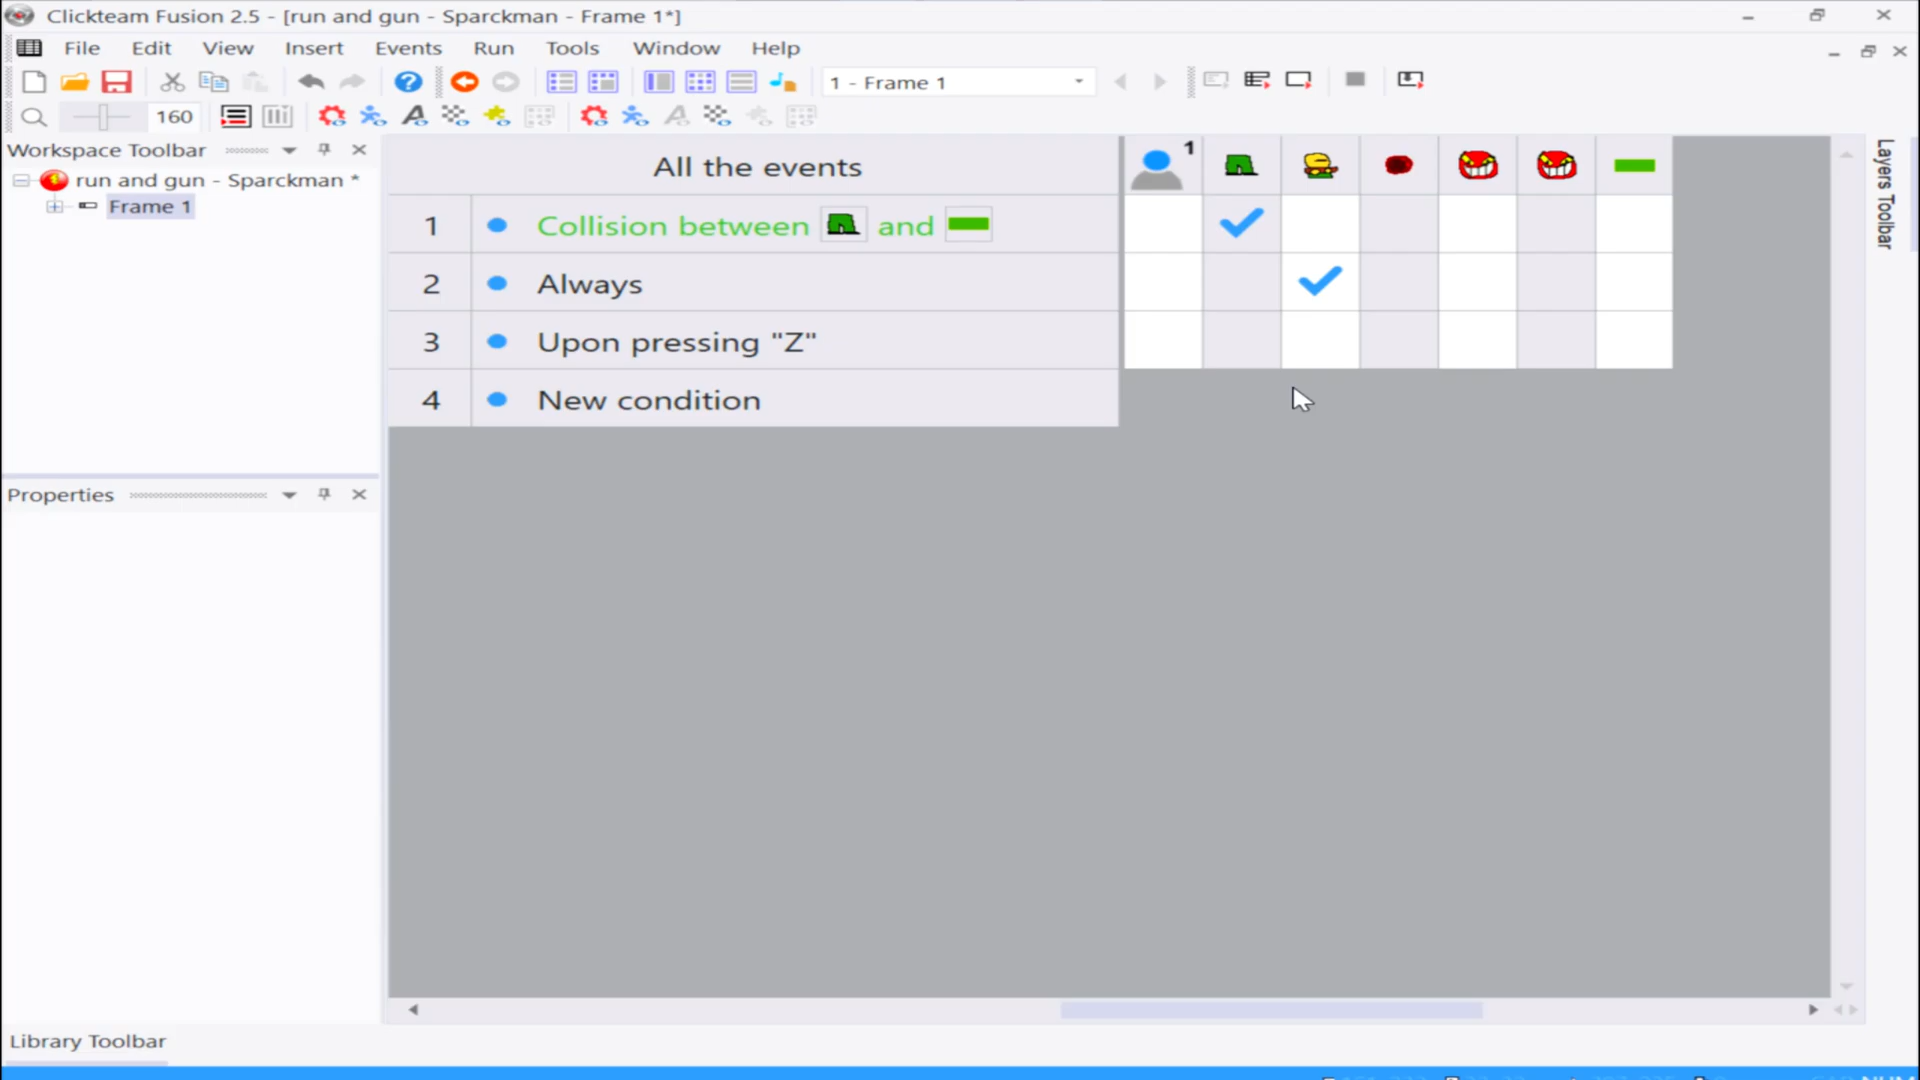 Clickteam Fusion 2.5 - [run and gun - Sparckman - Frame 1*]
File Edit View Insert Events Run Tools Window Help
1 - Frame 1
160
Workspace Toolbar
All the events
1
run and gun - Sparckman *
Frame 1
1 Collision between and
2 Always
3 Upon pressing "Z"
4 New condition
Properties
Layers Toolbar
Library Toolbar